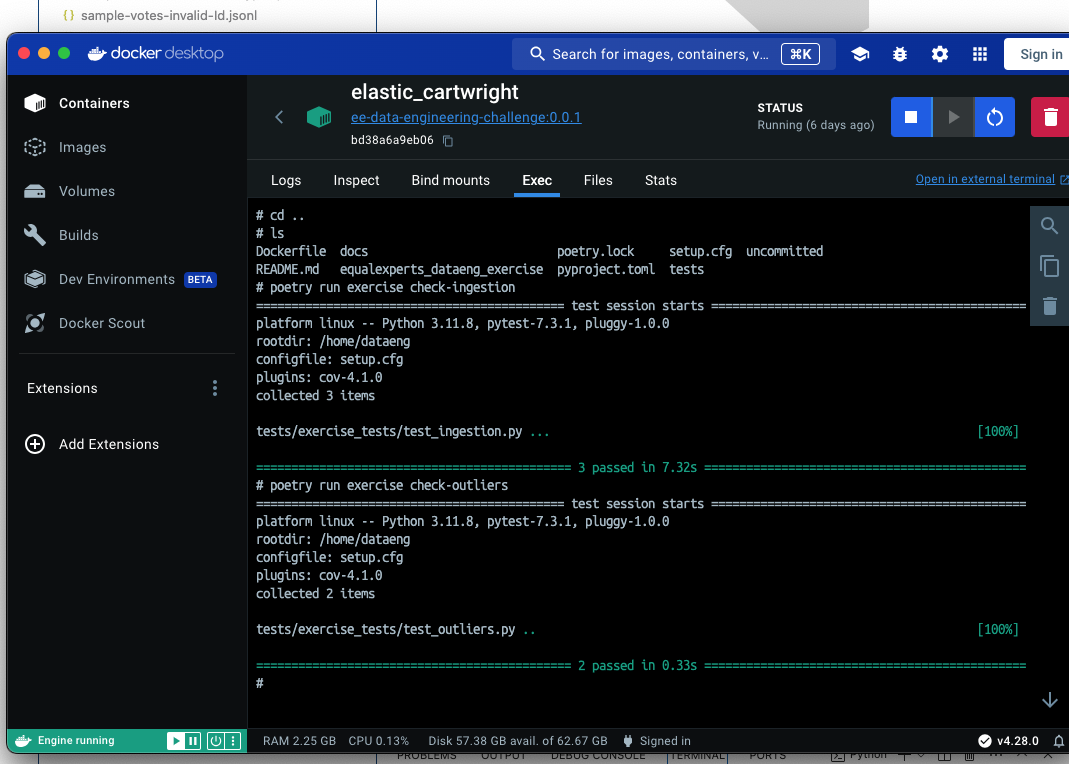 {} sample-votes-invalid-Id.jsonl
docker desktop
Search for images, containers, v... ⌘K
Sign in
Containers
Images
Volumes
Builds
Dev Environments BETA
Docker Scout
Extensions
Add Extensions
elastic_cartwright
ee-data-engineering-challenge:0.0.1
bd38a6a9eb06
STATUS
Running (6 days ago)
Logs Inspect Bind mounts Exec Files Stats
Open in external terminal
# cd ..
# ls
Dockerfile docs poetry.lock setup.cfg uncommitted
README.md equalexperts_dataeng_exercise pyproject.toml tests
# poetry run exercise check-ingestion
============================================ test session starts =============================================
platform linux -- Python 3.11.8, pytest-7.3.1, pluggy-1.0.0
rootdir: /home/dataeng
configfile: setup.cfg
plugins: cov-4.1.0
collected 3 items
tests/exercise_tests/test_ingestion.py ... [100%]
============================================= 3 passed in 7.32s ==============================================
# poetry run exercise check-outliers
============================================ test session starts =============================================
platform linux -- Python 3.11.8, pytest-7.3.1, pluggy-1.0.0
rootdir: /home/dataeng
configfile: setup.cfg
plugins: cov-4.1.0
collected 2 items
tests/exercise_tests/test_outliers.py .. [100%]
============================================= 2 passed in 0.33s ==============================================
#
Engine running
RAM 2.25 GB CPU 0.13% Disk 57.38 GB avail. of 62.67 GB Signed in
v4.28.0
PROBLEMS OUTPUT DEBUG CONSOLE TERMINAL PORTS Python